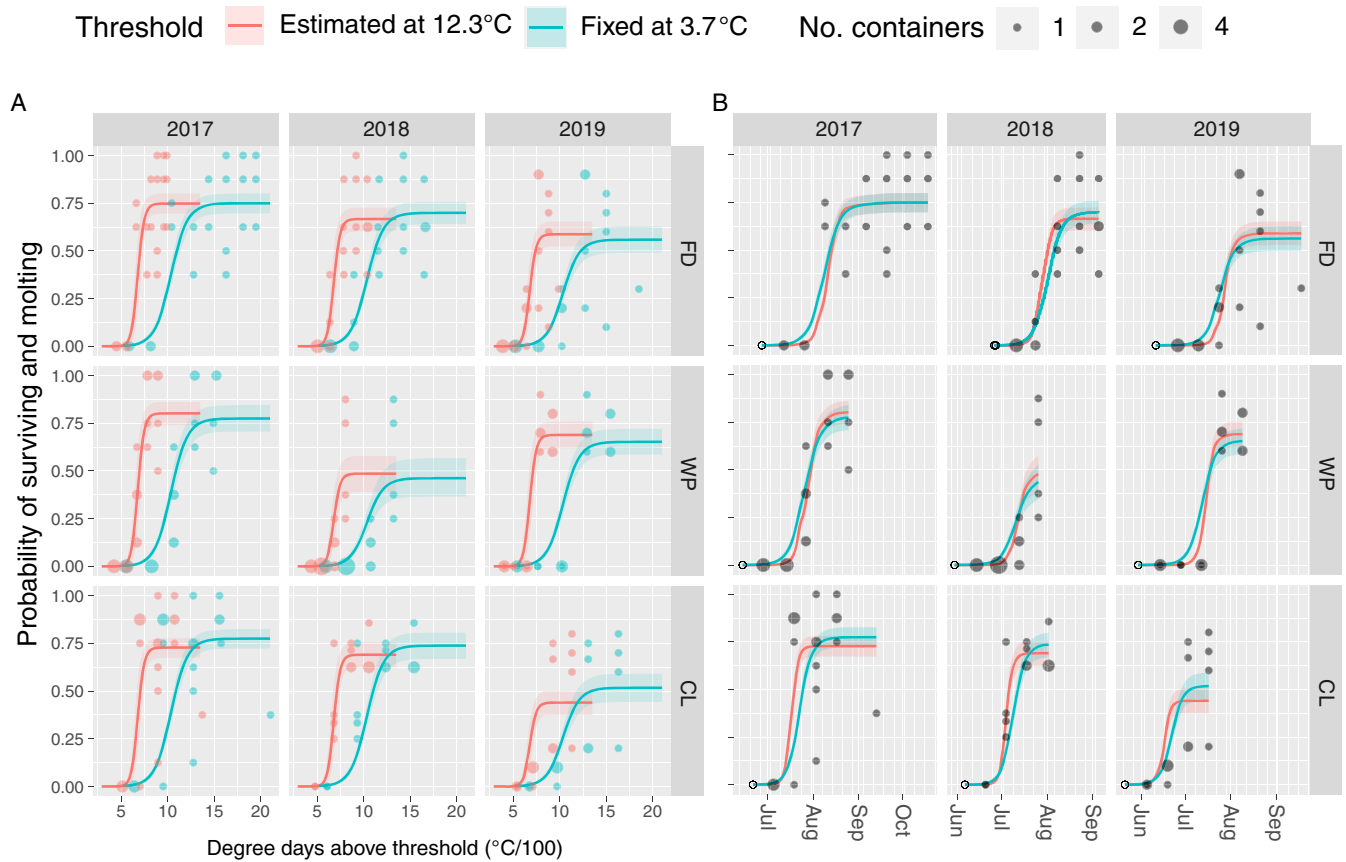 Threshold Estimated at 12.3°C Fixed at 3.7°C No. containers 1 2 4
A B
2017 2018 2019 2017 2018 2019
Probability of surviving and molting
1.00
0.75
0.50
0.25
0.00
FD FD
1.00
0.75
0.50
0.25
0.00
WP WP
1.00
0.75
0.50
0.25
0.00
CL CL
5 10 15 20 5 10 15 20 5 10 15 20
Jul Aug Sep Oct Jun Jul Aug Sep Jun Jul Aug Sep
Degree days above threshold (°C/100)